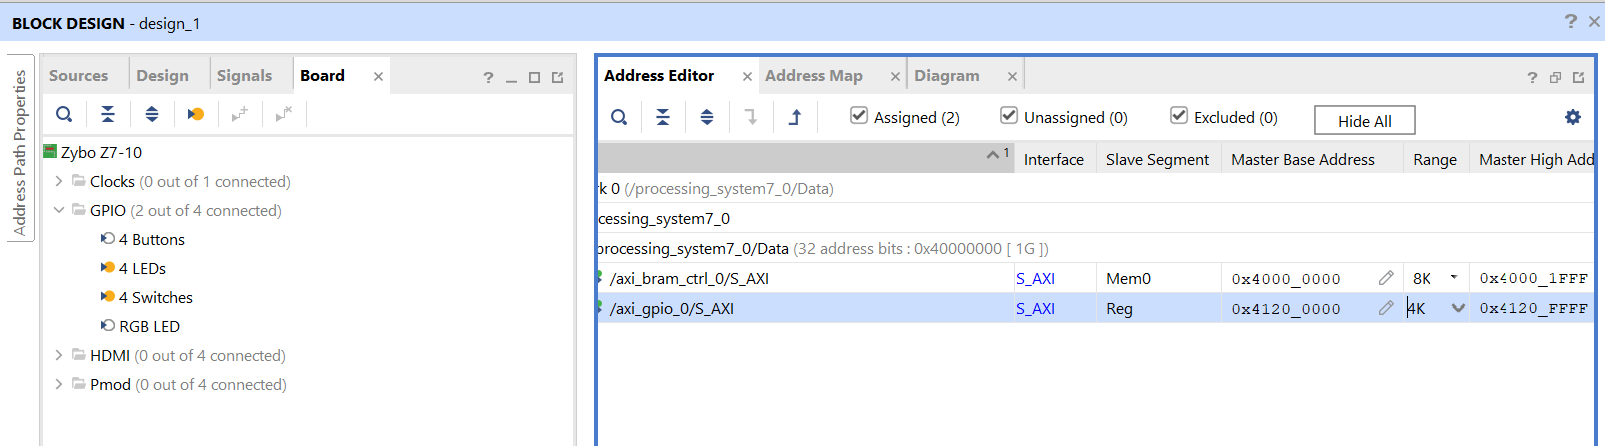 BLOCK DESIGN - design_1
? ×
Address Path Properties
Sources Design Signals Board × ? _
Zybo Z7-10
Clocks (0 out of 1 connected)
GPIO (2 out of 4 connected)
4 Buttons
4 LEDs
4 Switches
RGB LED
HDMI (0 out of 4 connected)
Pmod (0 out of 4 connected)
Address Editor × Address Map × Diagram × ?
Assigned (2) Unassigned (0) Excluded (0) Hide All
1 Interface Slave Segment Master Base Address Range Master High Add
rk 0 (/processing_system7_0/Data)
cessing_system7_0
processing_system7_0/Data (32 address bits : 0x40000000 [ 1G ])
/axi_bram_ctrl_0/S_AXI S_AXI Mem0 0x4000_0000 8K 0x4000_1FFF
/axi_gpio_0/S_AXI S_AXI Reg 0x4120_0000 4K 0x4120_FFFF